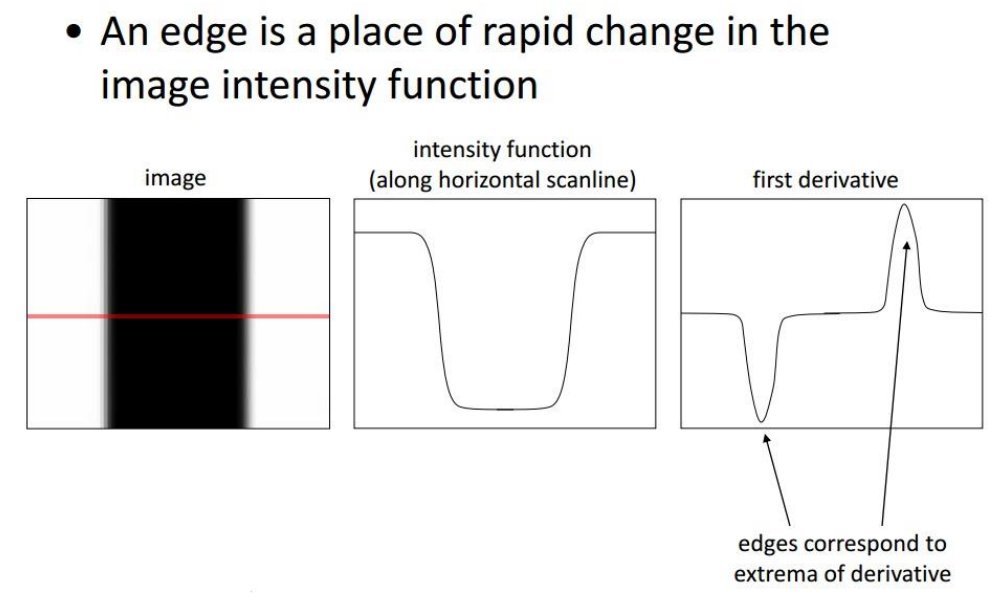 • An edge is a place of rapid change in the
image intensity function
image
intensity function
(along horizontal scanline)
first derivative
edges correspond to
extrema of derivative